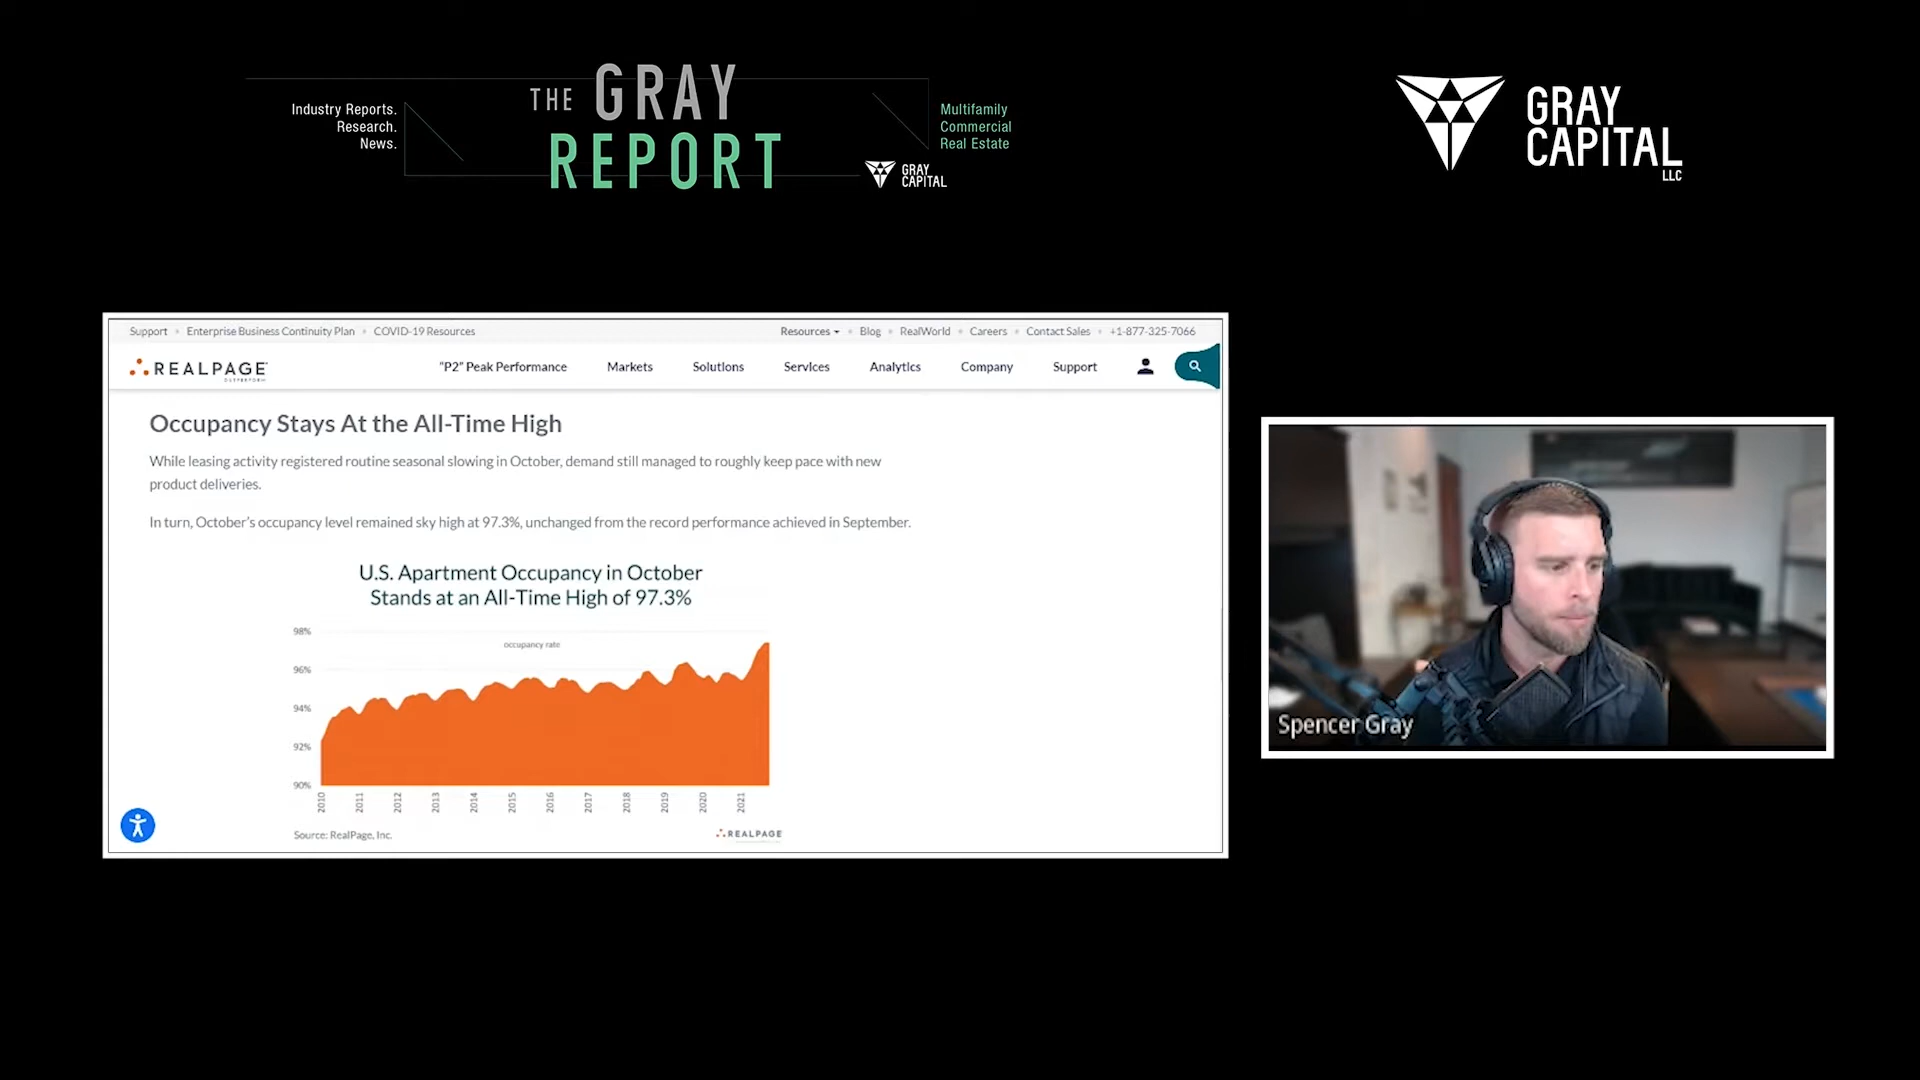 Industry Reports.
Research.
News.
THE GRAY
REPORT
Multifamily
Commercial
Real Estate
GRAY
CAPITAL
GRAY
CAPITAL
LLC
Support • Enterprise Business Continuity Plan • COVID-19 Resources
Resources • Blog • RealWorld • Careers • Contact Sales • +1-877-325-7066
REALPAGE
"P2" Peak Performance Markets Solutions Services Analytics Company Support
Occupancy Stays At the All-Time High
While leasing activity registered routine seasonal slowing in October, demand still managed to roughly keep pace with new
product deliveries.
In turn, October's occupancy level remained sky high at 97.3%, unchanged from the record performance achieved in September.
U.S. Apartment Occupancy in October
Stands at an All-Time High of 97.3%
occupancy rate
98%
96%
94%
92%
90%
2010 2011 2012 2013 2014 2015 2016 2017 2018 2019 2020 2021
Source: RealPage, Inc.
REALPAGE
Spencer Gray